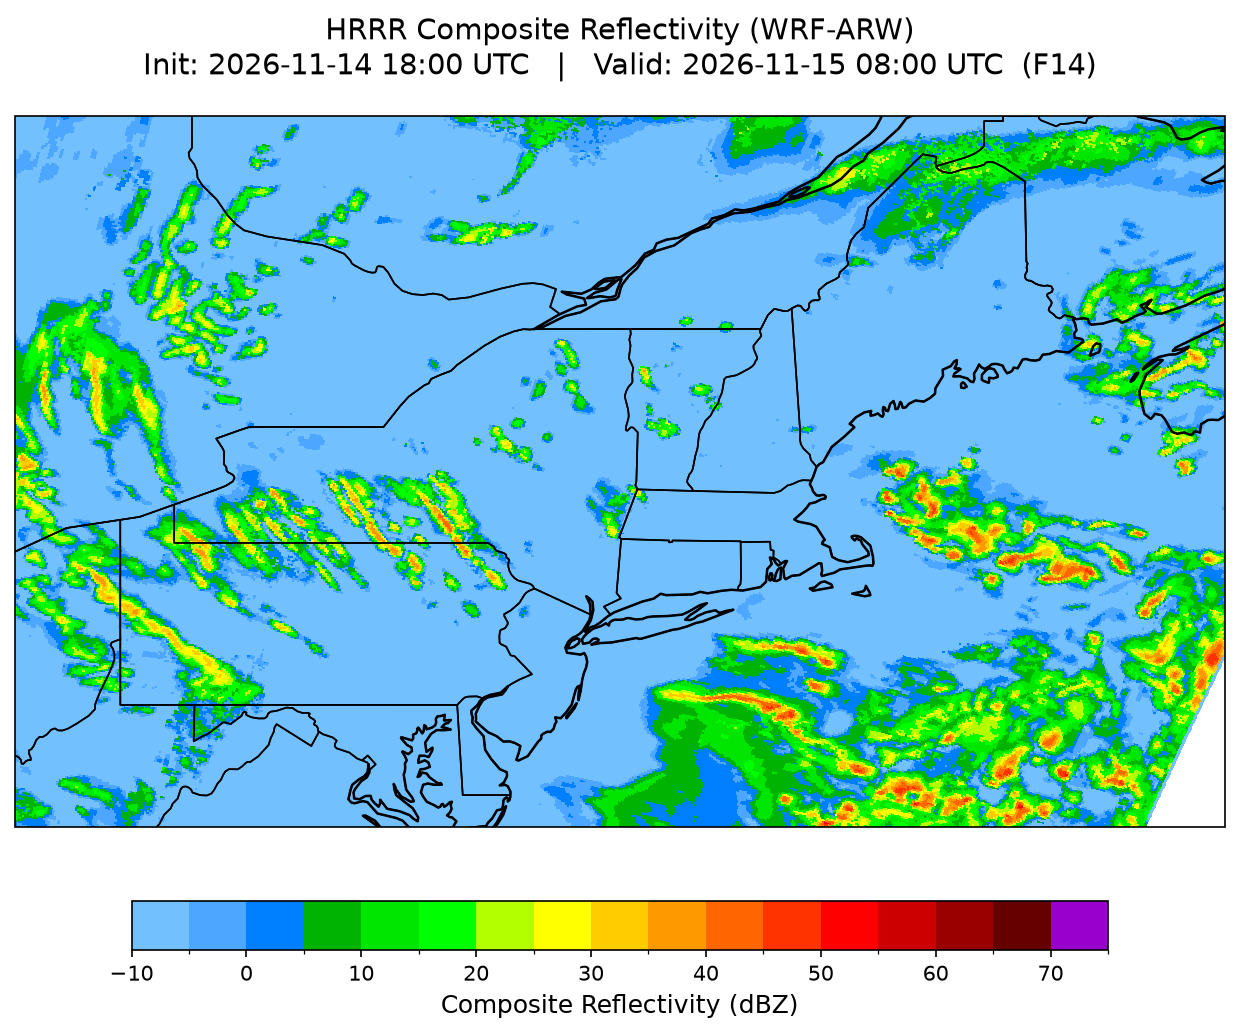 HRRR Composite Reflectivity (WRF-ARW)
Init: 2026-11-14 18:00 UTC | Valid: 2026-11-15 08:00 UTC (F14)
−10 0 10 20 30 40 50 60 70
Composite Reflectivity (dBZ)